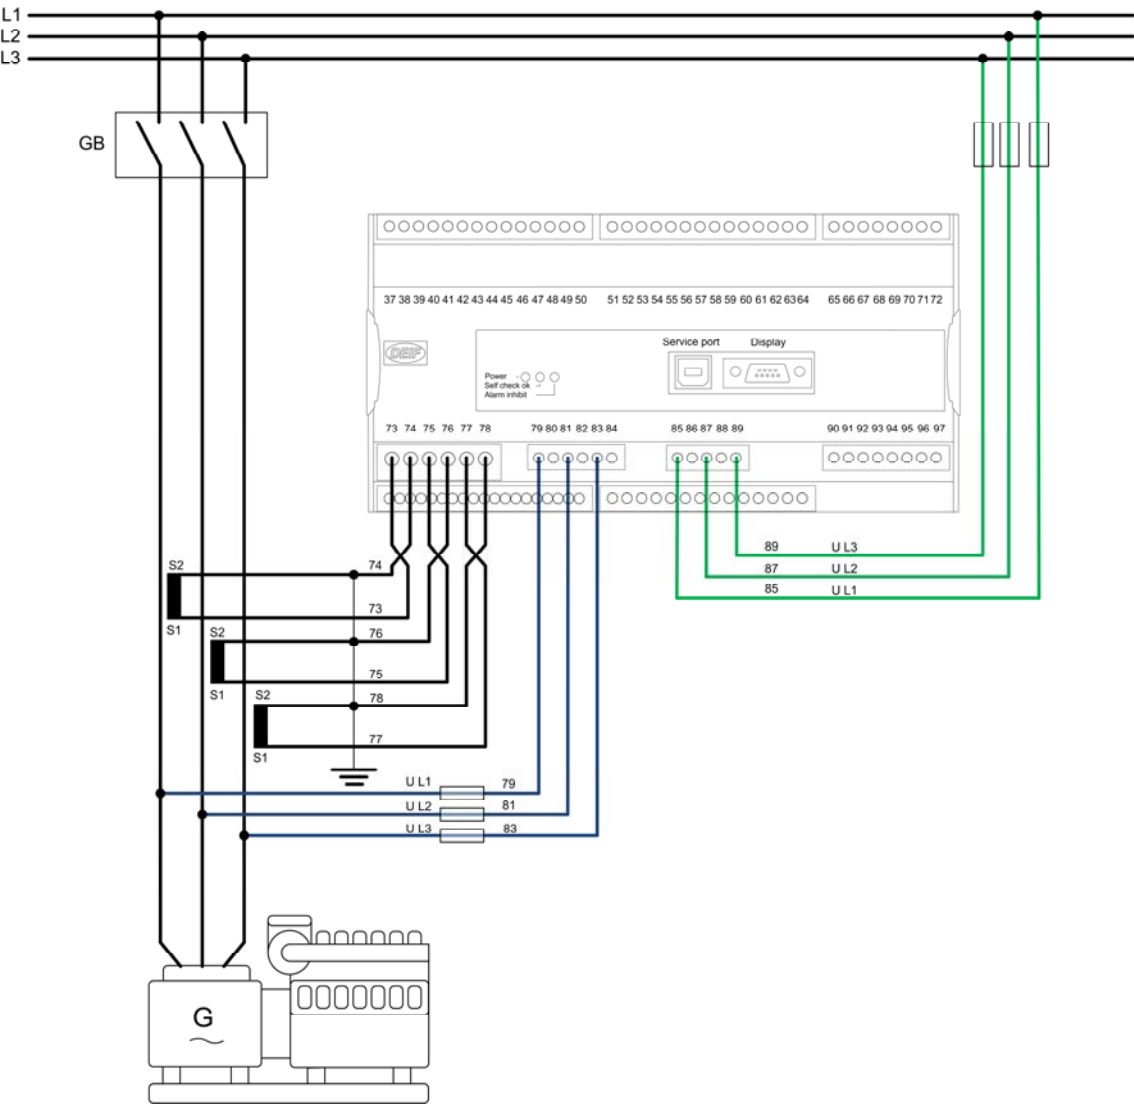 L1
L2
L3
GB
37 38 39 40 41 42 43 44 45 46 47 48 49 50 51 52 53 54 55 56 57 58 59 60 61 62 63 64 65 66 67 68 69 70 71 72
Service port Display
DEIF
Power
Self check ok
Alarm inhibit
73 74 75 76 77 78 79 80 81 82 83 84 85 86 87 88 89 90 91 92 93 94 95 96 97
89 U L3
87 U L2
85 U L1
S2 74
73
S1
S2 76
75
S1
S2 78
77
S1
U L1 79
U L2 81
U L3 83
G